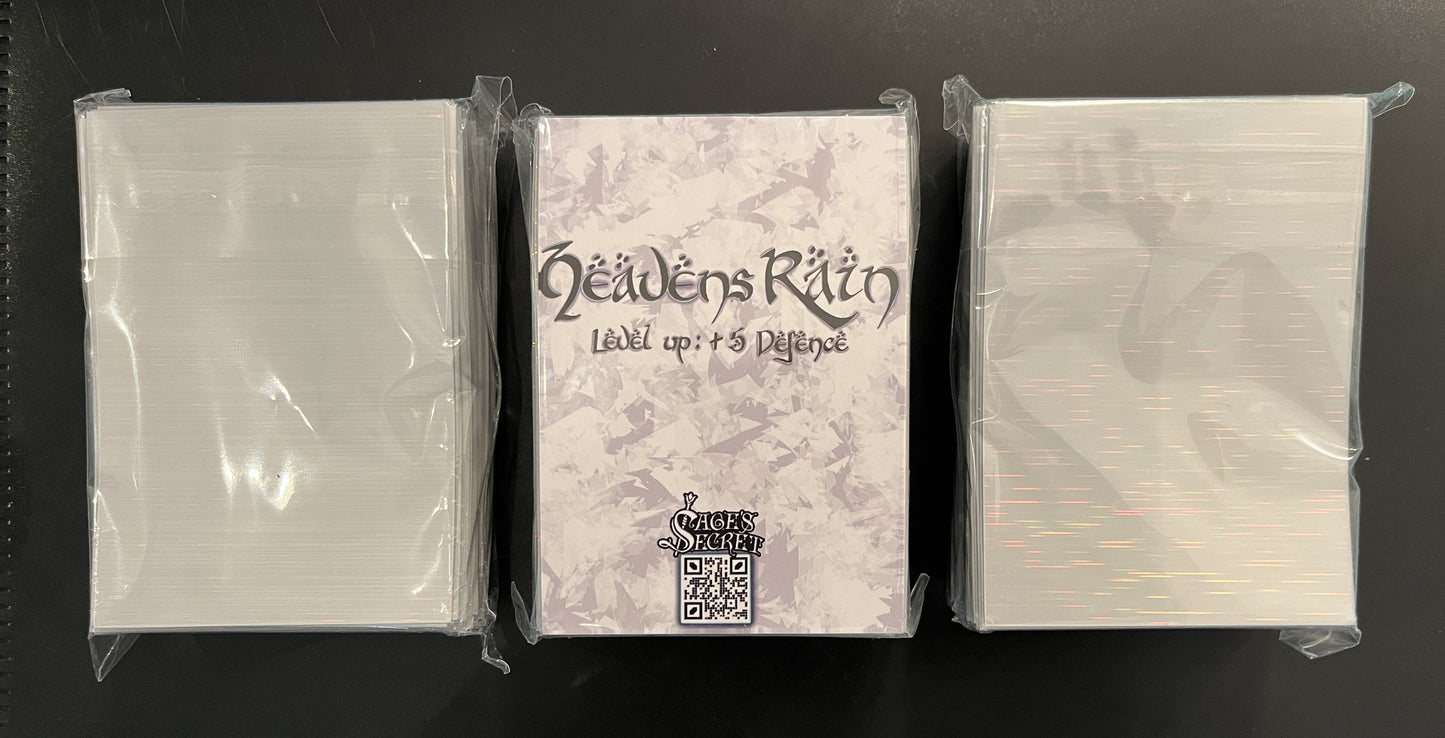 Heavens Rain
Level up: +5 Defence
Sage's
Secret